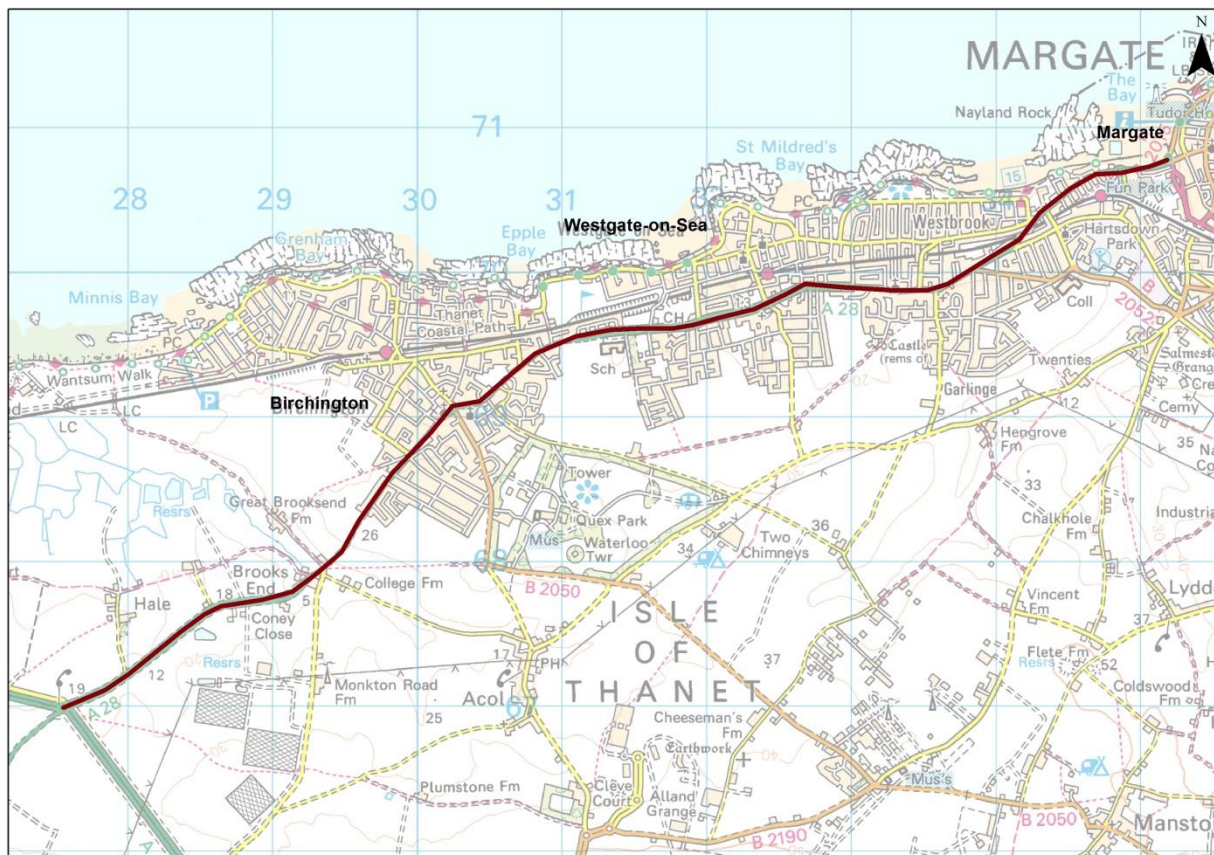 N
MARGATE
The
Bay
Nayland Rock
71
Margate
St Mildred's
Bay
15
Fun Park
28
29
30
31
PC
Westbrook
Westgate-on-Sea
Epple
Bay
Grenham
Bay
Hartsdown
Park
Minnis Bay
Thanet
Coastal Path
CH
13
A 28
Coll
B
2052
PC
Castle
(rems of)
Twenties
Wantsum Walk
Sch
Garlinge
Salmestone
Grange
LC
P
Birchington
12
Cemy
LC
Hengrove
Fm
35
Tower
33
Great Brooksend
Fm
Resrs
Quex Park
36
Chalkhole
Fm
Industrial
26
Mus
Waterloo
Twr
34
Two
Chimneys
69
Brooks
End
College Fm
B 2050
Hale
18
5
Coney
Close
ISLE
OF
THANET
Vincent
Fm
Lydd
Resrs
17
PH
37
Resrs
Flete Fm
52
19
12
Monkton Road
Fm
Acol
67
Coldswood
Fm
A 28
25
Cheeseman's
Fm
Earthwork
Plumstone Fm
Cleve
Court
Alland
Grange
Mus's
B 2190
B 2050
Mansto
A